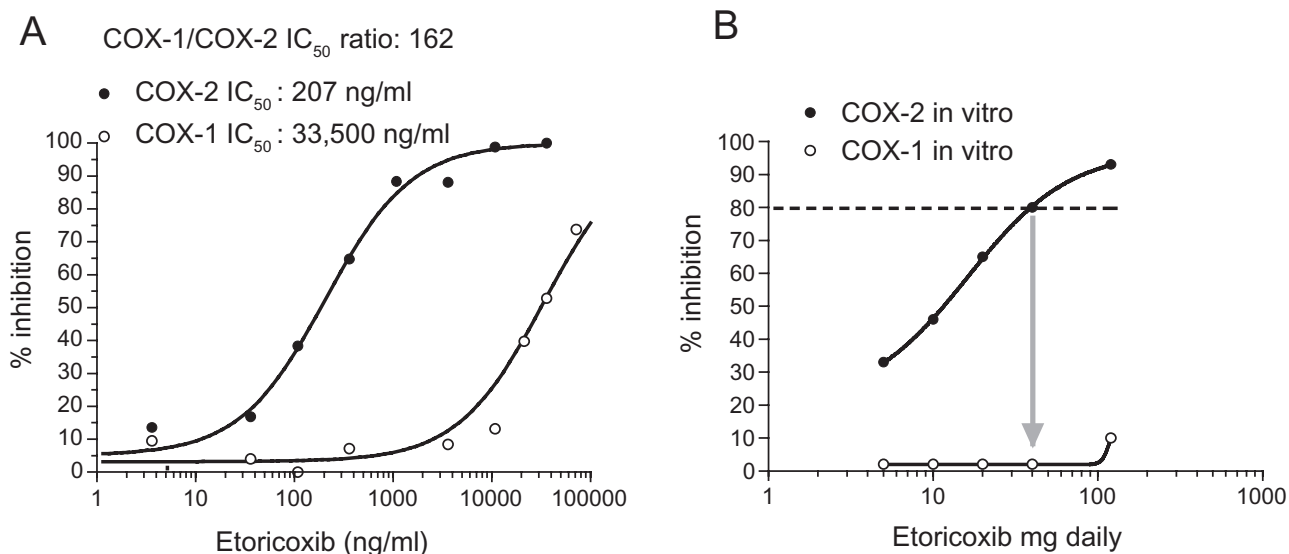 A
COX-1/COX-2 IC50 ratio: 162
COX-2 IC50 : 207 ng/ml
COX-1 IC50 : 33,500 ng/ml
100
90
80
70
60
50
40
30
20
10
0
% inhibition
1 10 100 1000 10000 100000
Etoricoxib (ng/ml)
B
COX-2 in vitro
COX-1 in vitro
100
90
80
70
60
50
40
30
20
10
0
% inhibition
1 10 100 1000
Etoricoxib mg daily